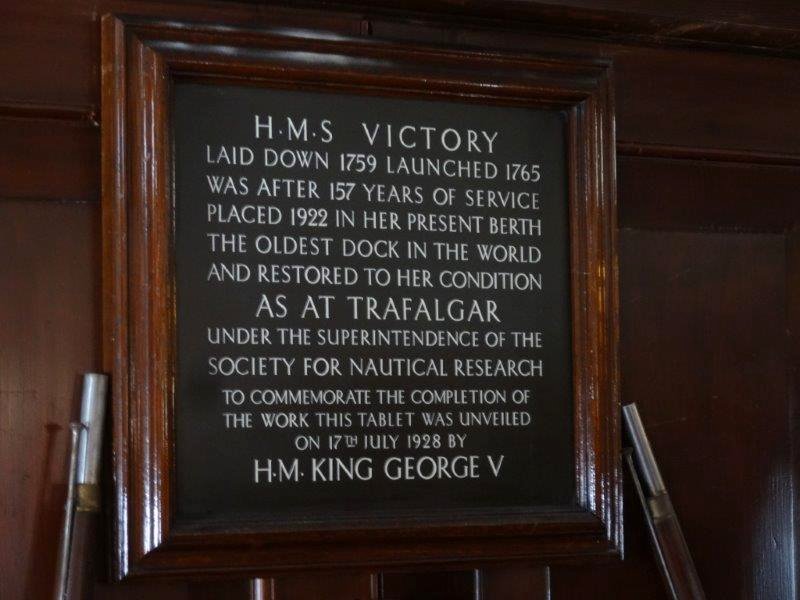 H·M·S VICTORY
LAID DOWN 1759 LAUNCHED 1765
WAS AFTER 157 YEARS OF SERVICE
PLACED 1922 IN HER PRESENT BERTH
THE OLDEST DOCK IN THE WORLD
AND RESTORED TO HER CONDITION
AS AT TRAFALGAR
UNDER THE SUPERINTENDENCE OF THE
SOCIETY FOR NAUTICAL RESEARCH
TO COMMEMORATE THE COMPLETION OF
THE WORK THIS TABLET WAS UNVEILED
ON 17TH JULY 1928 BY
H·M· KING GEORGE V